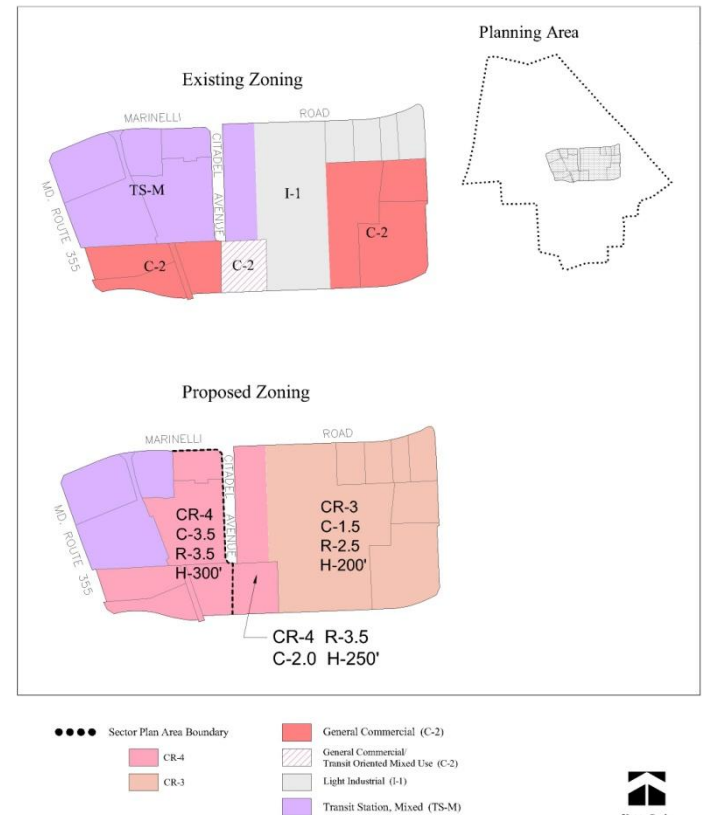 Planning Area
Existing Zoning
MARINELLI
ROAD
CITADEL
AVENUE
MD. ROUTE 355
TS-M
I-1
C-2
C-2
C-2
Proposed Zoning
MARINELLI
ROAD
CITADEL
AVENUE
MD. ROUTE 355
CR-4
C-3.5
R-3.5
H-300'
CR-3
C-1.5
R-2.5
H-200'
CR-4 R-3.5
C-2.0 H-250'
Sector Plan Area Boundary
CR-4
CR-3
General Commercial (C-2)
General Commercial/
Transit Oriented Mixed Use (C-2)
Light Industrial (I-1)
Transit Station, Mixed (TS-M)